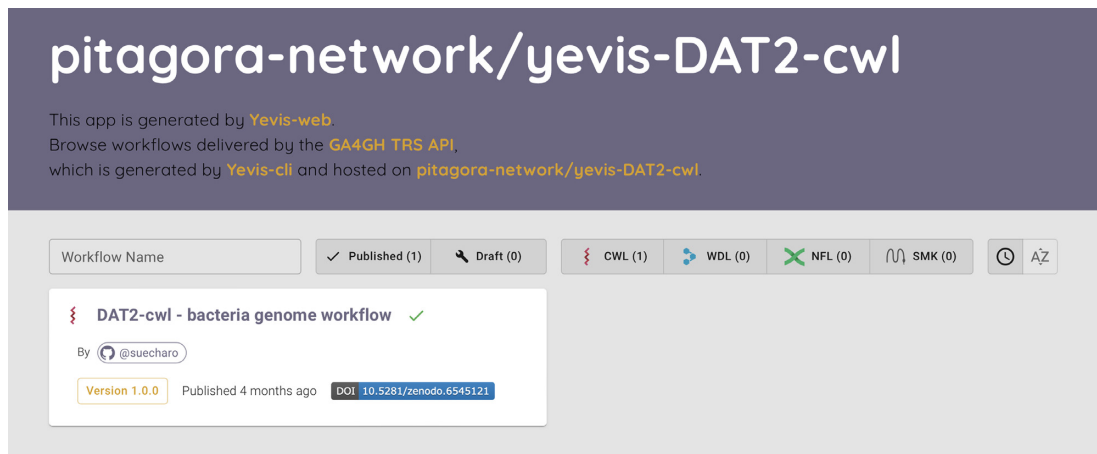 pitagora-network/yevis-DAT2-cwl
This app is generated by Yevis-web.
Browse workflows delivered by the GA4GH TRS API,
which is generated by Yevis-cli and hosted on pitagora-network/yevis-DAT2-cwl.
Workflow Name Published (1) Draft (0) CWL (1) WDL (0) NFL (0) SMK (0) AZ
DAT2-cwl - bacteria genome workflow
By @suecharo
Version 1.0.0 Published 4 months ago DOI 10.5281/zenodo.6545121